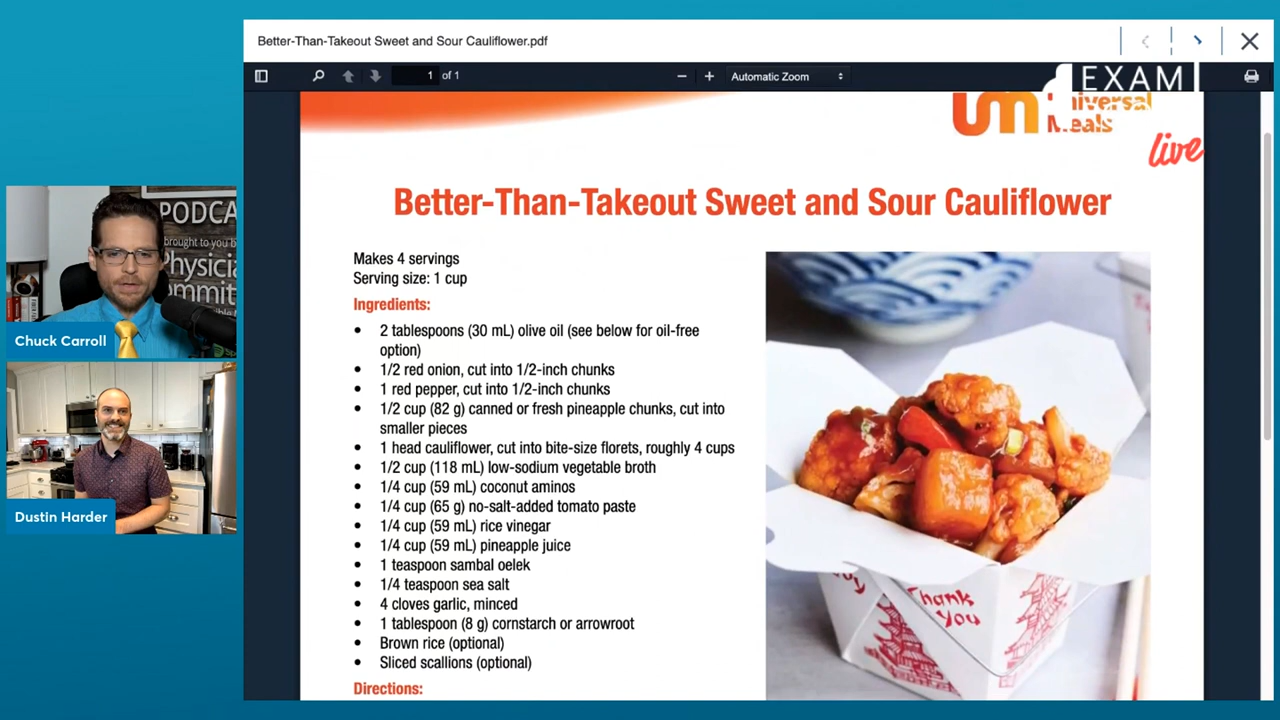 Better-Than-Takeout Sweet and Sour Cauliflower.pdf
1 of 1
Automatic Zoom
EXAM
Universal
Meals
live
Better-Than-Takeout Sweet and Sour Cauliflower
Makes 4 servings
Serving size: 1 cup
Ingredients:
• 2 tablespoons (30 mL) olive oil (see below for oil-free
option)
• 1/2 red onion, cut into 1/2-inch chunks
• 1 red pepper, cut into 1/2-inch chunks
• 1/2 cup (82 g) canned or fresh pineapple chunks, cut into
smaller pieces
• 1 head cauliflower, cut into bite-size florets, roughly 4 cups
• 1/2 cup (118 mL) low-sodium vegetable broth
• 1/4 cup (59 mL) coconut aminos
• 1/4 cup (65 g) no-salt-added tomato paste
• 1/4 cup (59 mL) rice vinegar
• 1/4 cup (59 mL) pineapple juice
• 1 teaspoon sambal oelek
• 1/4 teaspoon sea salt
• 4 cloves garlic, minced
• 1 tablespoon (8 g) cornstarch or arrowroot
• Brown rice (optional)
• Sliced scallions (optional)
Directions:
Thank
You
PODCA
brought to you b
Physicia
ommitt
Chuck Carroll
Dustin Harder